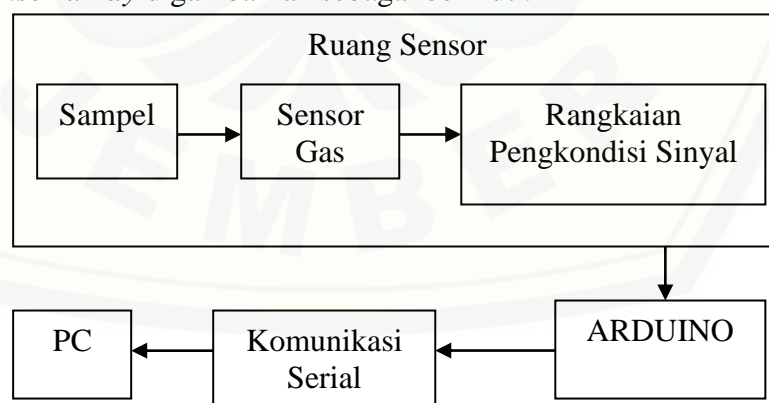 Ruang Sensor
Sampel
Sensor
Gas
Rangkaian
Pengkondisi Sinyal
ARDUINO
Komunikasi
Serial
PC